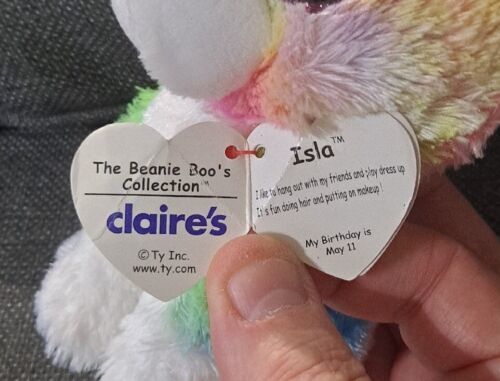 The Beanie Boo's
Collection™
claire's
© Ty Inc.
www.ty.com
Isla™
I like to hang out with my friends and play dress up
It's fun doing hair and putting on makeup!
My Birthday is
May 11